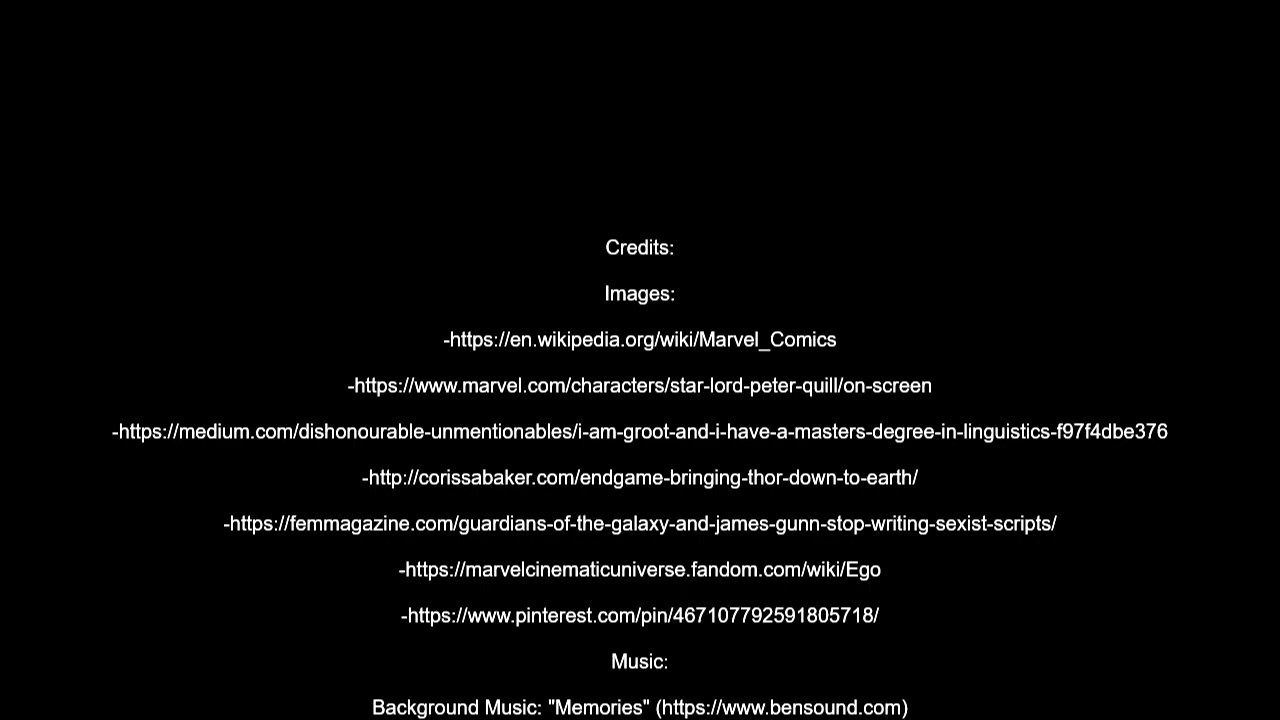 Credits:
Images:
-https://en.wikipedia.org/wiki/Marvel_Comics
-https://www.marvel.com/characters/star-lord-peter-quill/on-screen
-https://medium.com/dishonourable-unmentionables/i-am-groot-and-i-have-a-masters-degree-in-linguistics-f97f4dbe376
-http://corissabaker.com/endgame-bringing-thor-down-to-earth/
-https://femmagazine.com/guardians-of-the-galaxy-and-james-gunn-stop-writing-sexist-scripts/
-https://marvelcinematicuniverse.fandom.com/wiki/Ego
-https://www.pinterest.com/pin/467107792591805718/
Music:
Background Music: "Memories" (https://www.bensound.com)